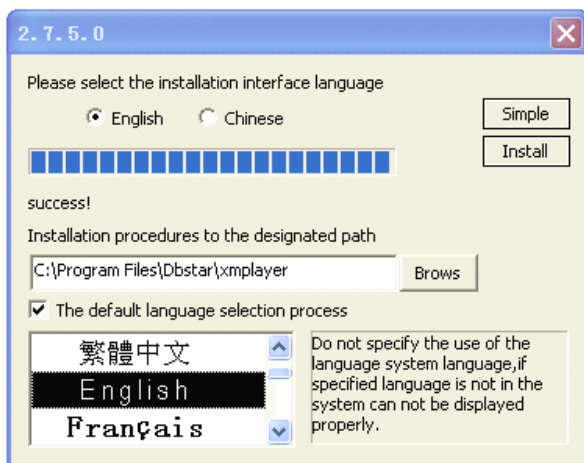 2.7.5.0
Please select the installation interface language
English
Chinese
Simple
Install
success!
Installation procedures to the designated path
C:\Program Files\Dbstar\xmplayer
Brows
The default language selection process
繁體中文
English
Français
Do not specify the use of the
language system language,if
specified language is not in the
system can not be displayed
properly.